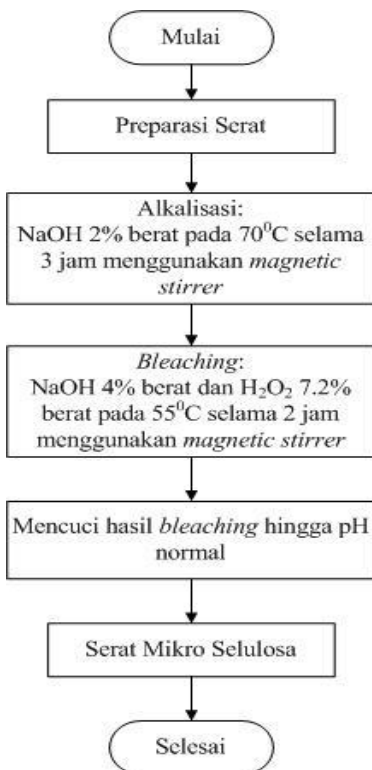 Mulai
Preparasi Serat
Alkalisasi:
NaOH 2% berat pada 70⁰C selama
3 jam menggunakan magnetic
stirrer
Bleaching:
NaOH 4% berat dan H₂O₂ 7.2%
berat pada 55⁰C selama 2 jam
menggunakan magnetic stirrer
Mencuci hasil bleaching hingga pH
normal
Serat Mikro Selulosa
Selesai